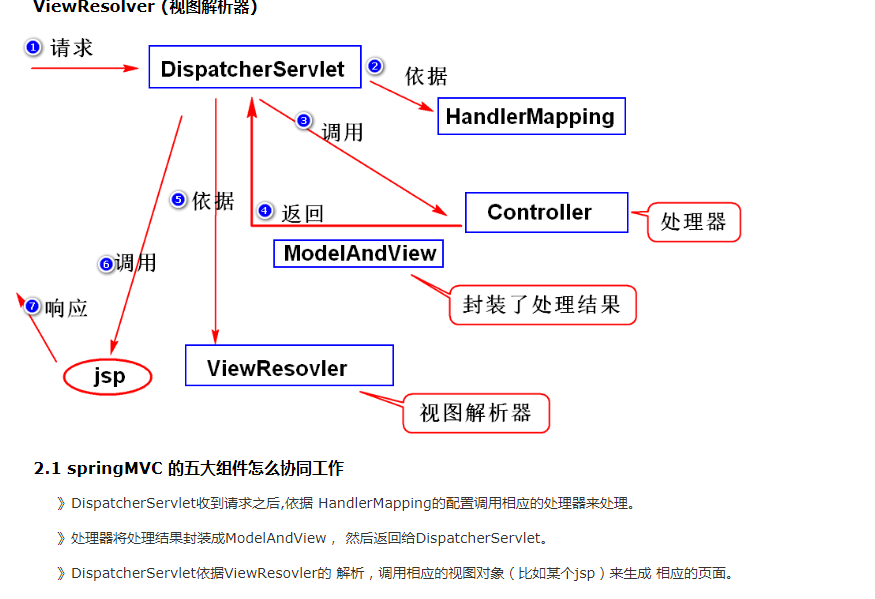 ViewResolver (视图解析器)
1 请求
DispatcherServlet
2 依据
HandlerMapping
3 调用
Controller
处理器
4 返回
ModelAndView
封装了处理结果
5 依据
6 调用
7 响应
jsp
ViewResovler
视图解析器
2.1 springMVC 的五大组件怎么协同工作
》DispatcherServlet收到请求之后,依据 HandlerMapping的配置调用相应的处理器来处理。
》处理器将处理结果封装成ModelAndView ， 然后返回给DispatcherServlet。
》DispatcherServlet依据ViewResovler的 解析，调用相应的视图对象（比如某个jsp）来生成 相应的页面。